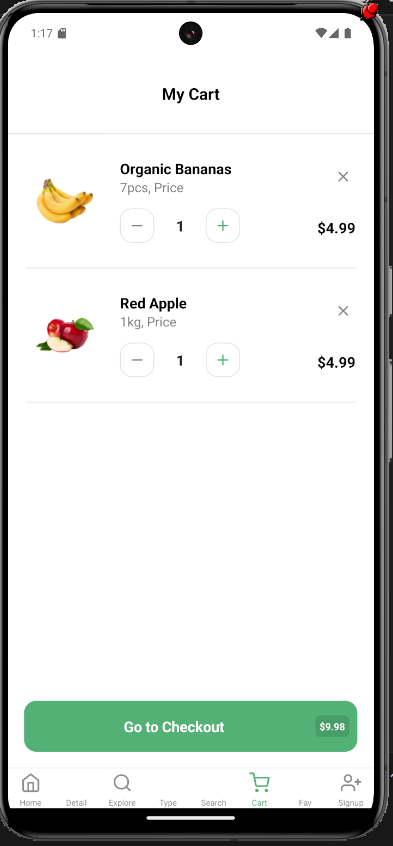 1:17
My Cart
Organic Bananas
7pcs, Price
1
$4.99
Red Apple
1kg, Price
1
$4.99
Go to Checkout $9.98
Home Detail Explore Type Search Cart Fav Signup